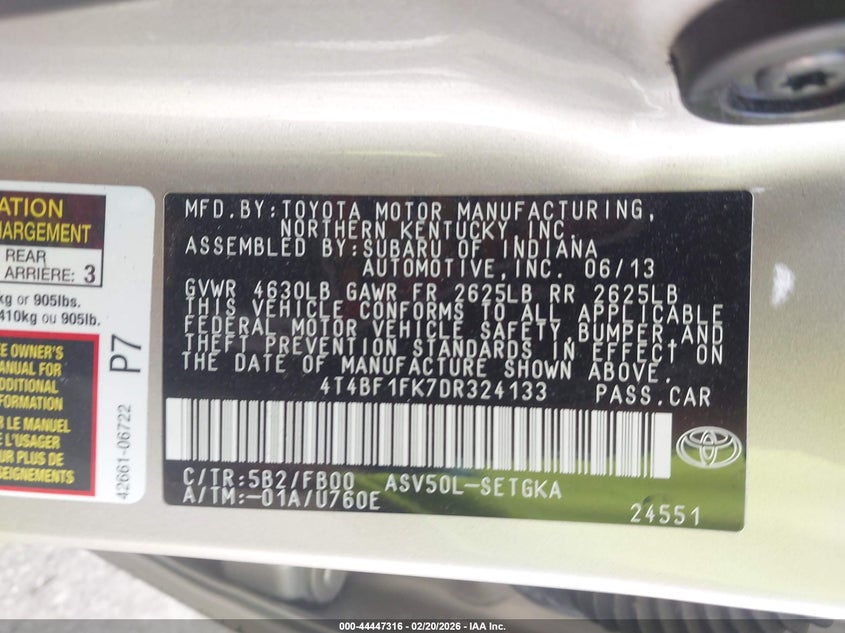 ATION
HARGEMENT
REAR
ARRIÈRE: 3
kg or 905lbs.
410kg ou 905lb.
E OWNER'S
MANUAL FOR
ADDITIONAL
FORMATION
R LE MANUEL
L'USAGER
UR PLUS DE
SEIGNEMENTS
P7
42661-06722
MFD.BY:TOYOTA MOTOR MANUFACTURING,
NORTHERN KENTUCKY, INC.
ASSEMBLED BY:SUBARU OF INDIANA
AUTOMOTIVE,INC. 06/13
GVWR 4630LB GAWR FR 2625LB RR 2625LB
THIS VEHICLE CONFORMS TO ALL APPLICABLE
FEDERAL MOTOR VEHICLE SAFETY,BUMPER,AND
THEFT PREVENTION STANDARDS IN EFFECT ON
THE DATE OF MANUFACTURE SHOWN ABOVE.
4T4BF1FK7DR324133 PASS.CAR
C/TR:5B2/FB00 ASV50L-SETGKA
A/TM:-01A/U760E
24551
000-44447316 - 02/20/2026 - IAA Inc.